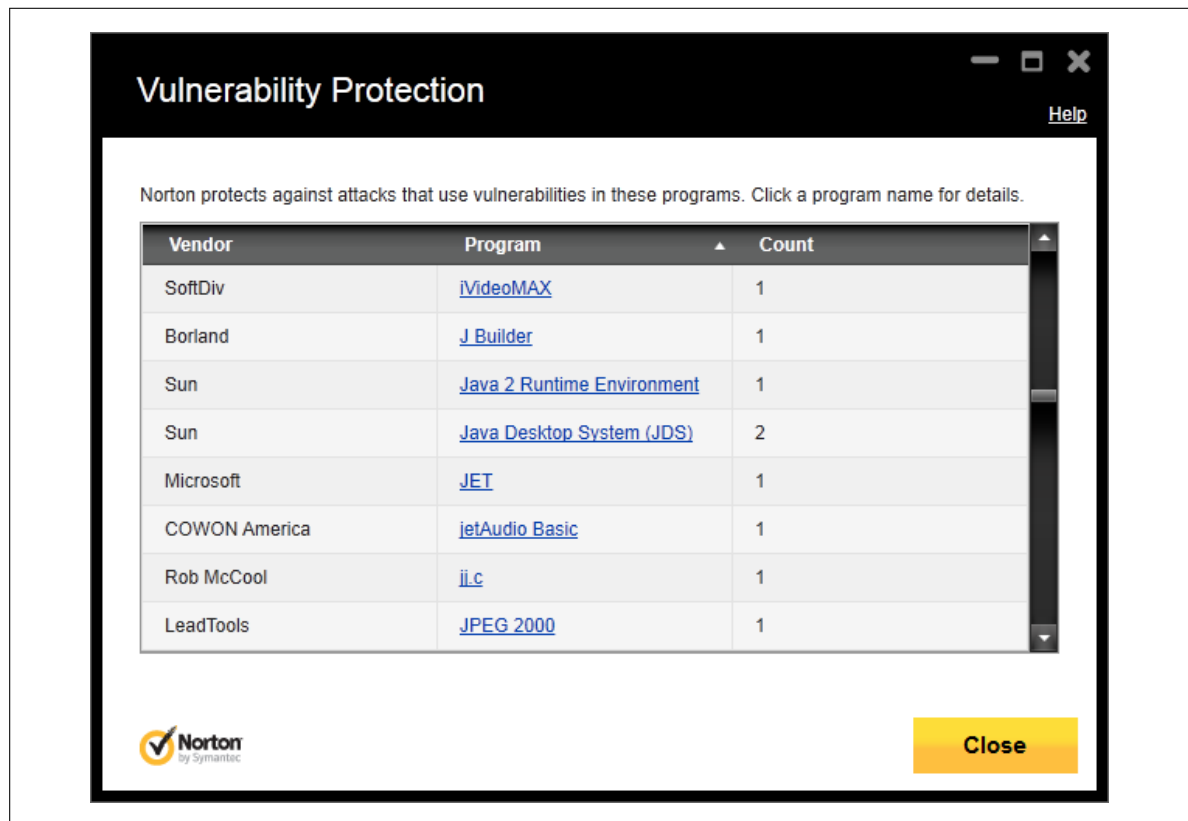 Vulnerability Protection
Help
Norton protects against attacks that use vulnerabilities in these programs. Click a program name for details.
Vendor Program Count
SoftDiv iVideoMAX 1
Borland J Builder 1
Sun Java 2 Runtime Environment 1
Sun Java Desktop System (JDS) 2
Microsoft JET 1
COWON America jetAudio Basic 1
Rob McCool jj.c 1
LeadTools JPEG 2000 1
Norton
by Symantec
Close